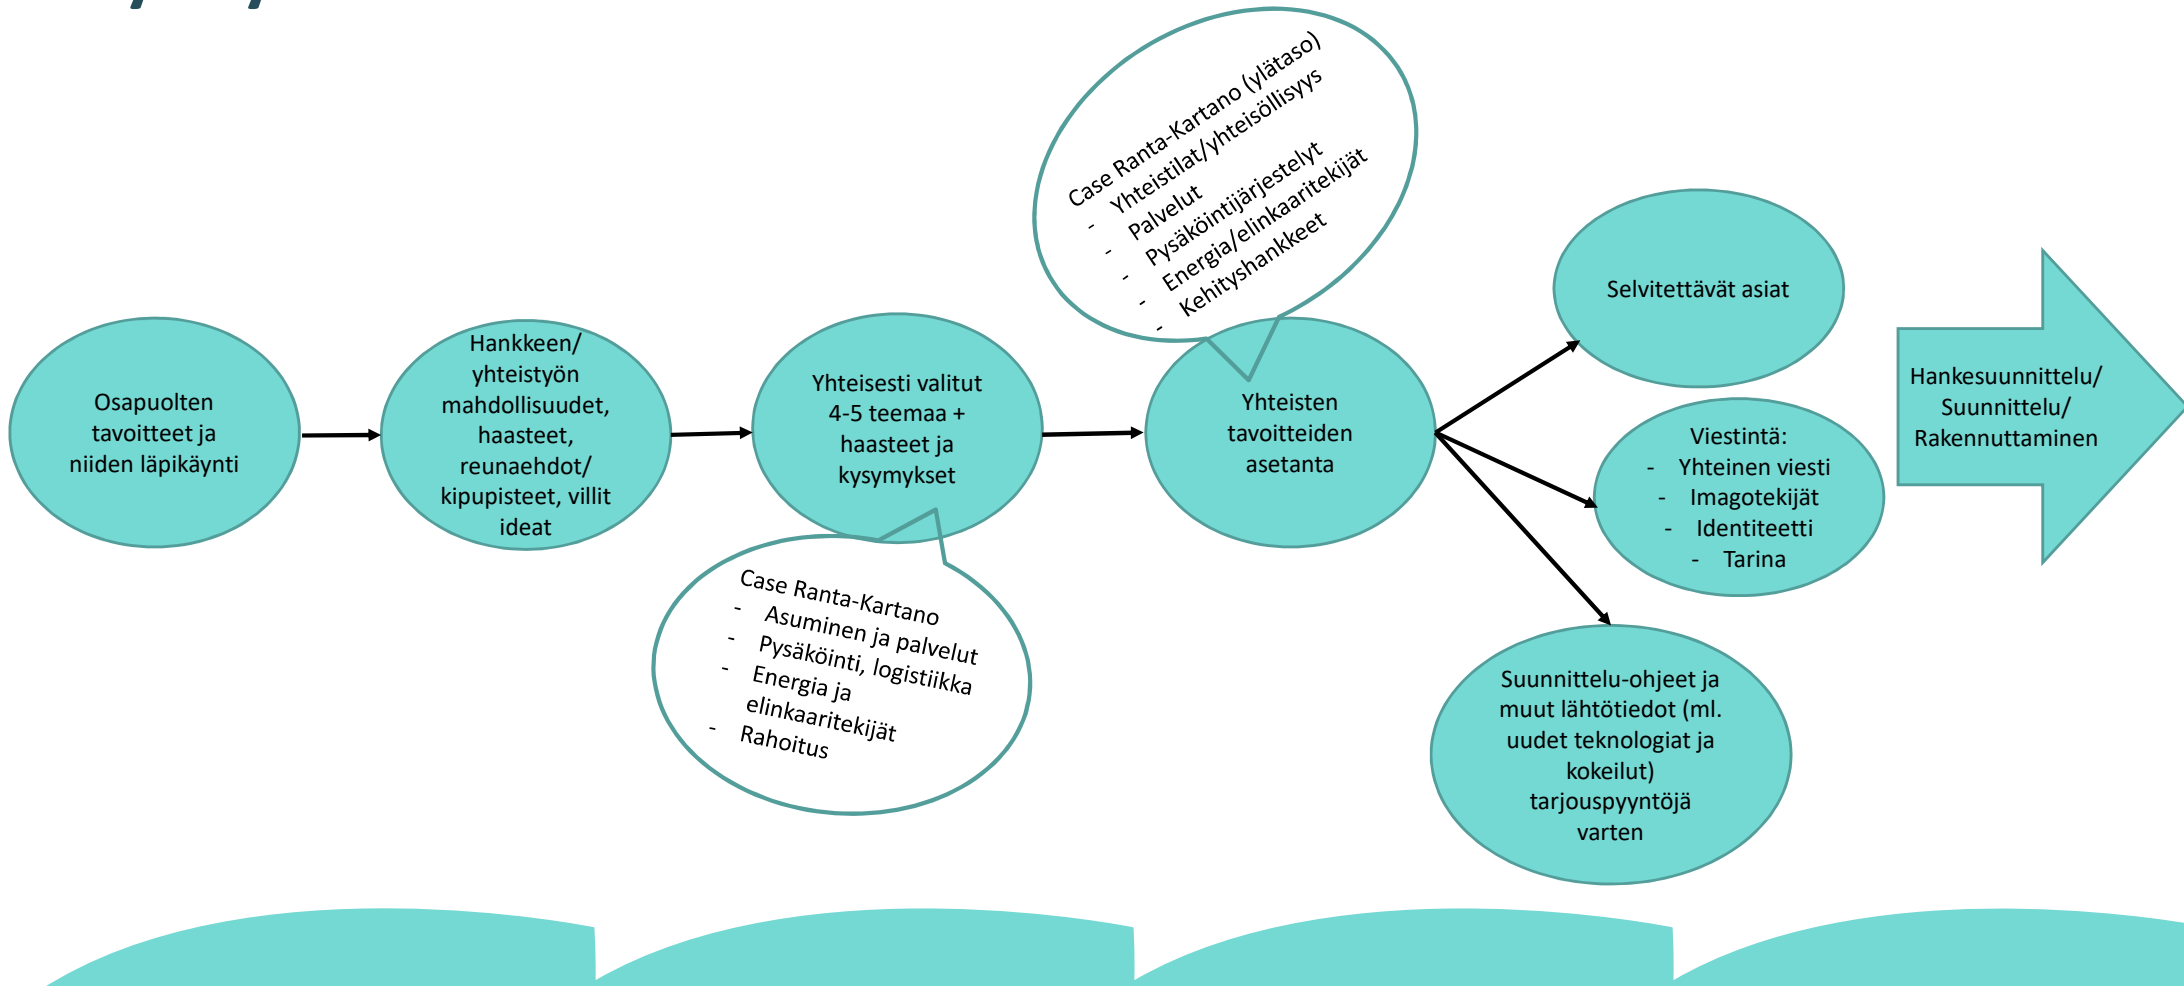 Osapuolten
tavoitteet ja
niiden läpikäynti
Hankkeen/
yhteistyön
mahdollisuudet,
haasteet,
reunaehdot/
kipupisteet, villit
ideat
Yhteisesti valitut
4-5 teemaa +
haasteet ja
kysymykset
Case Ranta-Kartano
- Asuminen ja palvelut
- Pysäköinti, logistiikka
- Energia ja
elinkaaritekijät
- Rahoitus
Case Ranta-Kartano (ylätaso)
- Yhteistilat/yhteisöllisyys
- Palvelut
- Pysäköintijärjestelyt
- Energia/elinkaaritekijät
- Kehityshankkeet
Yhteisten
tavoitteiden
asetanta
Selvitettävät asiat
Viestintä:
- Yhteinen viesti
- Imagotekijät
- Identiteetti
- Tarina
Suunnittelu-ohjeet ja
muut lähtötiedot (ml.
uudet teknologiat ja
kokeilut)
tarjouspyyntöjä
varten
Hankesuunnittelu/
Suunnittelu/
Rakennuttaminen